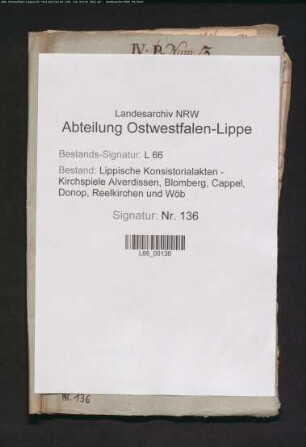 IV. B. Num. 3
Landesarchiv NRW
Abteilung Ostwestfalen-Lippe
Bestands-Signatur: L 66
Bestand: Lippische Konsistorialakten -
Kirchspiele Alverdissen, Blomberg, Cappel,
Donop, Reelkirchen und Wöb
Signatur: Nr. 136
L66_00136
Nr. 136